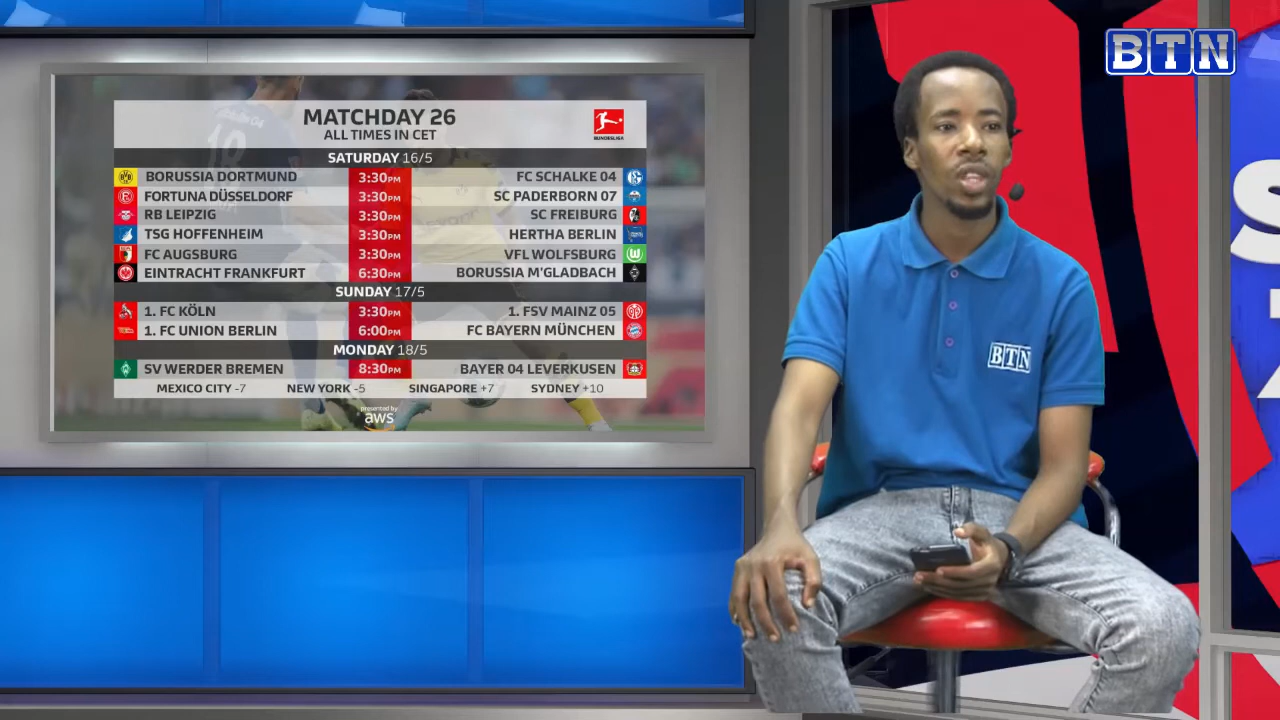 BTN
MATCHDAY 26
ALL TIMES IN CET
BUNDESLIGA
SATURDAY 16/5
BORUSSIA DORTMUND 3:30PM FC SCHALKE 04
FORTUNA DÜSSELDORF 3:30PM SC PADERBORN 07
RB LEIPZIG 3:30PM SC FREIBURG
TSG HOFFENHEIM 3:30PM HERTHA BERLIN
FC AUGSBURG 3:30PM VFL WOLFSBURG
EINTRACHT FRANKFURT 6:30PM BORUSSIA M'GLADBACH
SUNDAY 17/5
1. FC KÖLN 3:30PM 1. FSV MAINZ 05
1. FC UNION BERLIN 6:00PM FC BAYERN MÜNCHEN
MONDAY 18/5
SV WERDER BREMEN 8:30PM BAYER 04 LEVERKUSEN
MEXICO CITY -7 NEW YORK -5 SINGAPORE +7 SYDNEY +10
presented by
aws
BTN
S